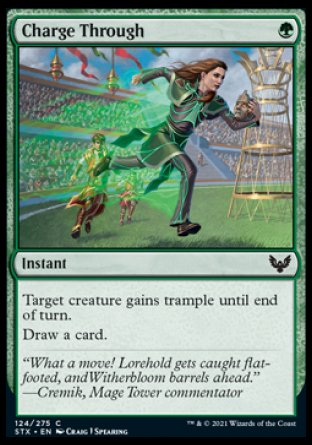 Charge Through
Instant
Target creature gains trample until end
of turn.
Draw a card.
“What a move! Lorehold gets caught flat-
footed, andWitherbloom barrels ahead.”
—Cremik, Mage Tower commentator
124/275 C
STX • EN Craig J Spearing
™ & © 2021 Wizards of the Coast